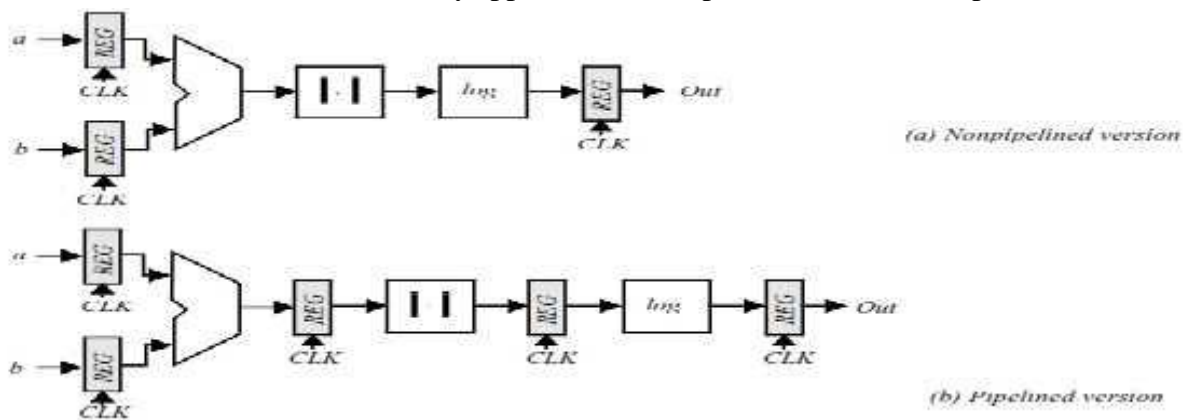 a
REG
CLK
b
REG
CLK
| . |
log
REG
CLK
Out
(a) Nonpipelined version
a
REG
CLK
b
REG
CLK
REG
CLK
| |
REG
CLK
log
REG
CLK
Out
(b) Pipelined version